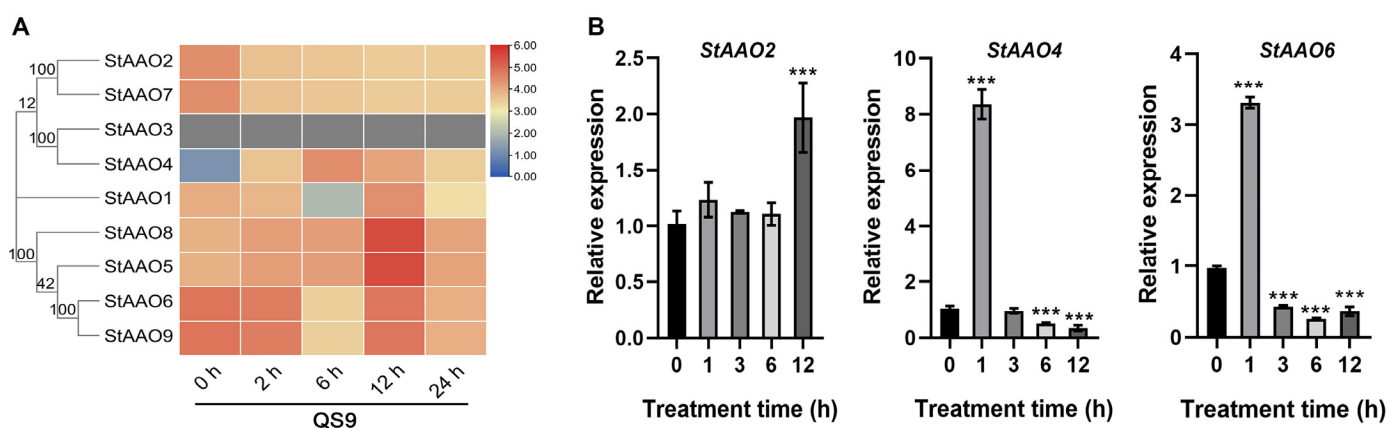 A
StAAO2
StAAO7
StAAO3
StAAO4
StAAO1
StAAO8
StAAO5
StAAO6
StAAO9
100
12
100
100
42
100
6.00
5.00
4.00
3.00
2.00
1.00
0.00
0 h 2 h 6 h 12 h 24 h
QS9
B
StAAO2
Relative expression
2.5
2.0
1.5
1.0
0.5
0.0
***
0 1 3 6 12
Treatment time (h)
StAAO4
Relative expression
10
8
6
4
2
0
***
*** ***
0 1 3 6 12
Treatment time (h)
StAAO6
Relative expression
4
3
2
1
0
***
*** *** ***
0 1 3 6 12
Treatment time (h)